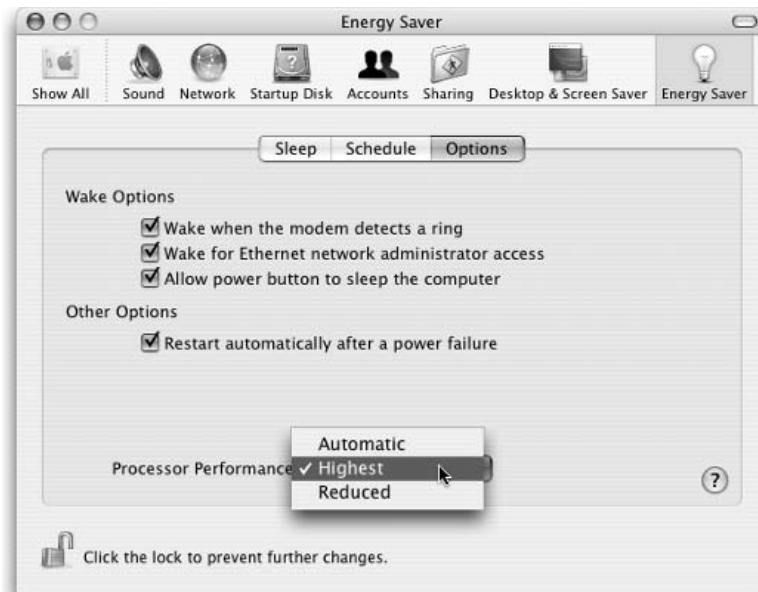 Energy Saver
Show All Sound Network Startup Disk Accounts Sharing Desktop & Screen Saver Energy Saver
Sleep Schedule Options
Wake Options
Wake when the modem detects a ring
Wake for Ethernet network administrator access
Allow power button to sleep the computer
Other Options
Restart automatically after a power failure
Automatic
Processor Performance ✓ Highest
Reduced
?
Click the lock to prevent further changes.